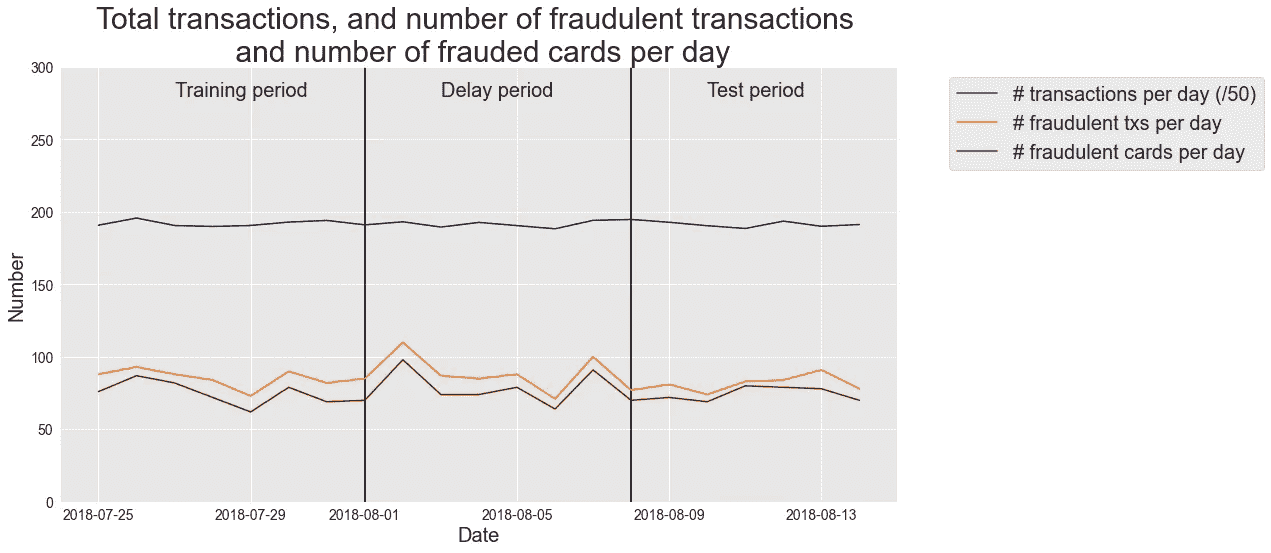 Total transactions, and number of fraudulent transactions
and number of frauded cards per day
300
250
200
150
100
50
0
Number
Training period
Delay period
Test period
# transactions per day (/50)
# fraudulent txs per day
# fraudulent cards per day
2018-07-25
2018-07-29
2018-08-01
2018-08-05
2018-08-09
2018-08-13
Date